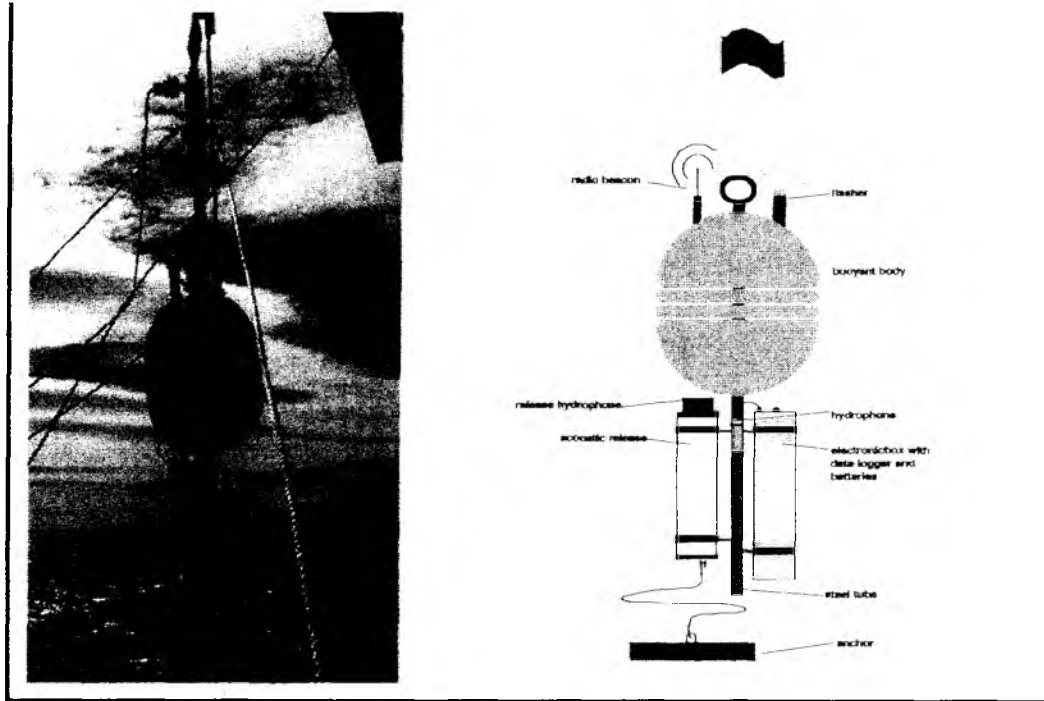 radio beacon
flasher
buoyant body
release hydrophone
hydrophone
acoustic release
electronicbox with
data logger and
batteries
steel tube
anchor